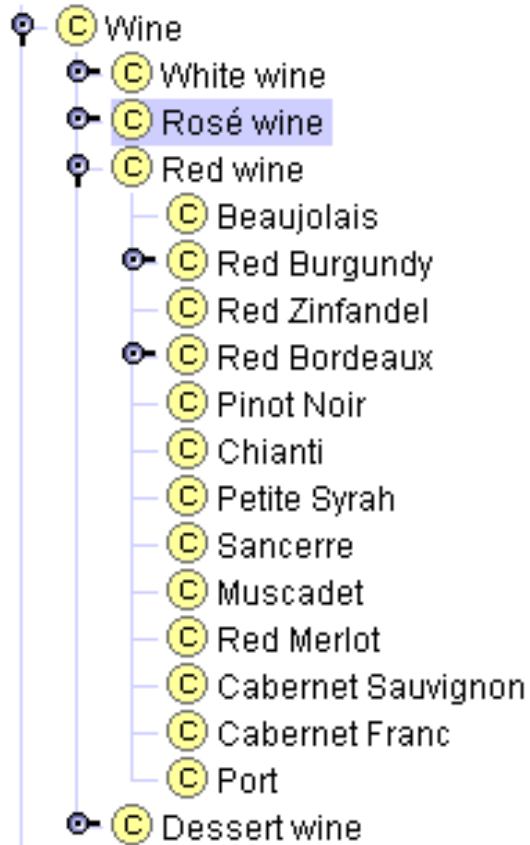 C Wine
C White wine
C Rosé wine
C Red wine
C Beaujolais
C Red Burgundy
C Red Zinfandel
C Red Bordeaux
C Pinot Noir
C Chianti
C Petite Syrah
C Sancerre
C Muscadet
C Red Merlot
C Cabernet Sauvignon
C Cabernet Franc
C Port
C Dessert wine